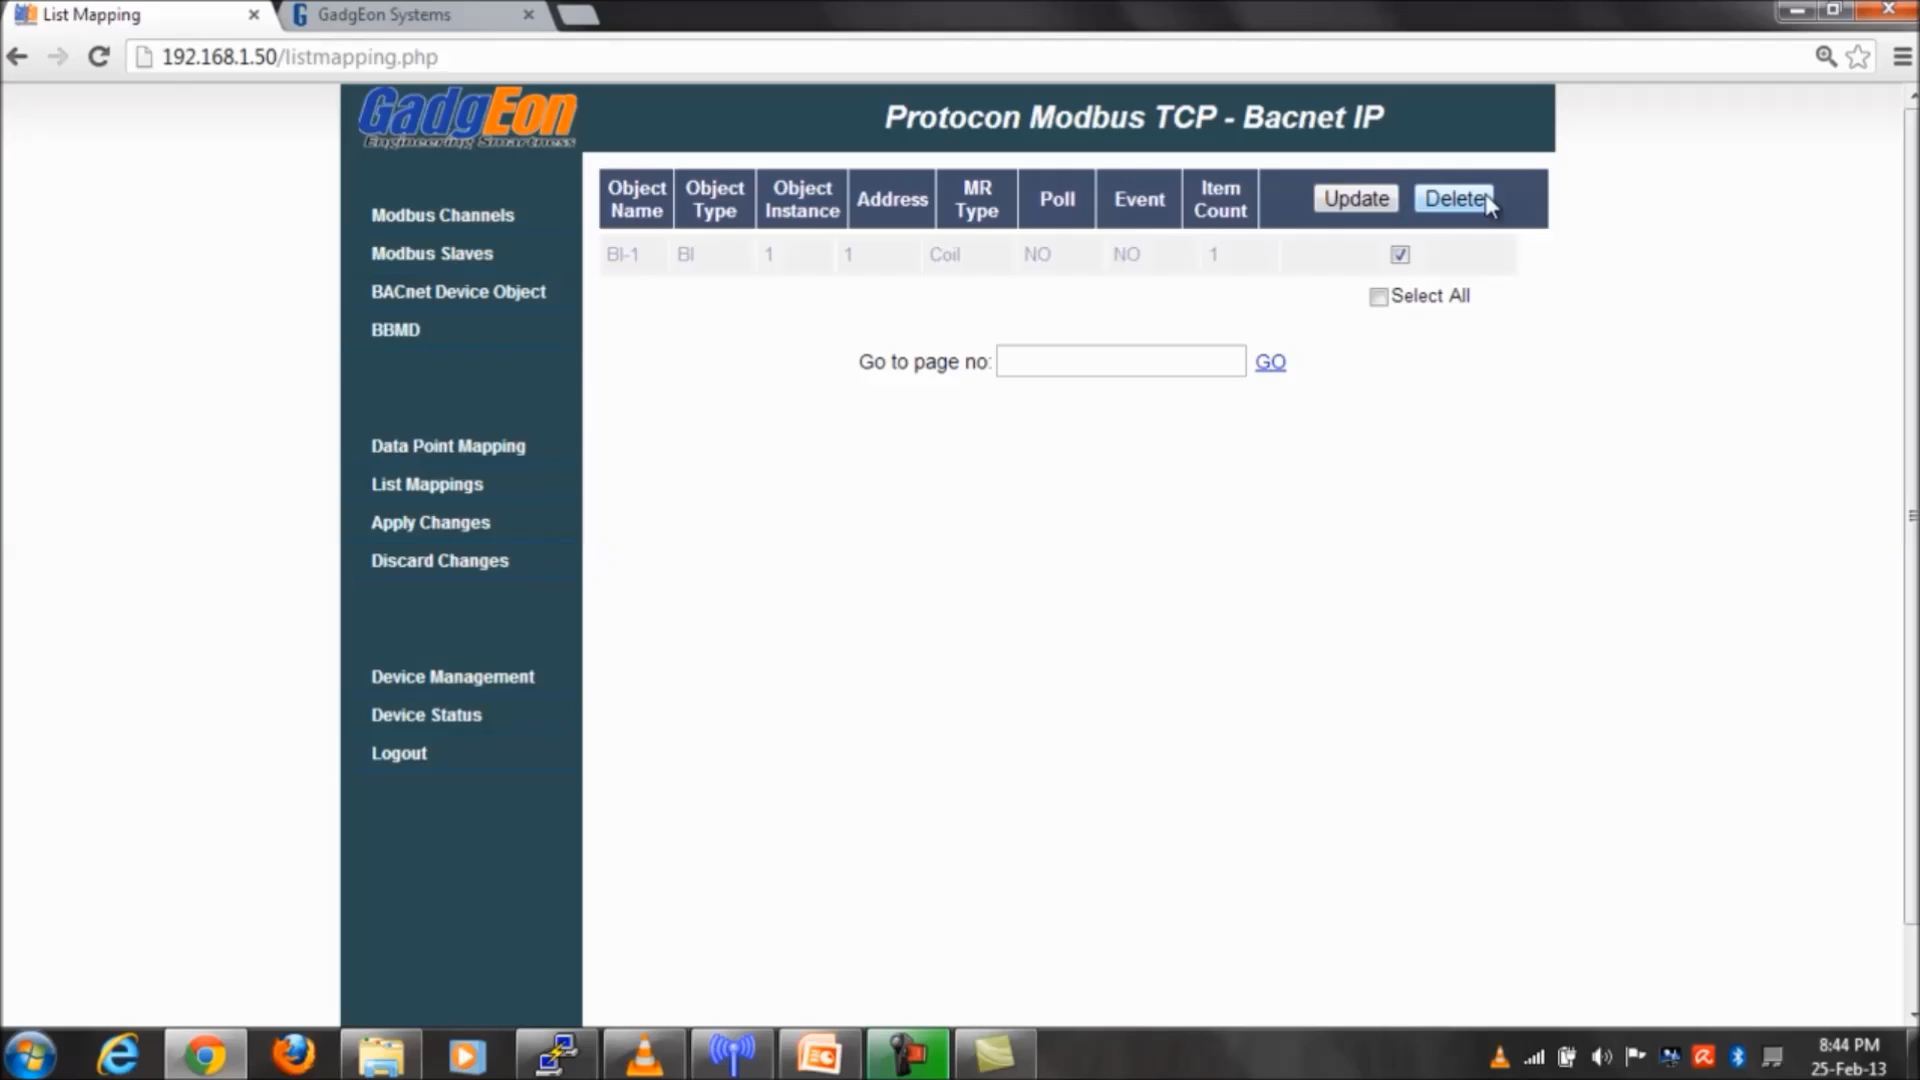 List Mapping
GadgEon Systems
192.168.1.50/listmapping.php
GadgEon
Engineering Smartness
Protocon Modbus TCP - Bacnet IP
Modbus Channels
Modbus Slaves
BACnet Device Object
BBMD
Data Point Mapping
List Mappings
Apply Changes
Discard Changes
Device Management
Device Status
Logout
Object Name Object Type Object Instance Address MR Type Poll Event Item Count Update Delete
BI-1 BI 1 1 Coil NO NO 1
Select All
Go to page no: GO
8:44 PM
25-Feb-13